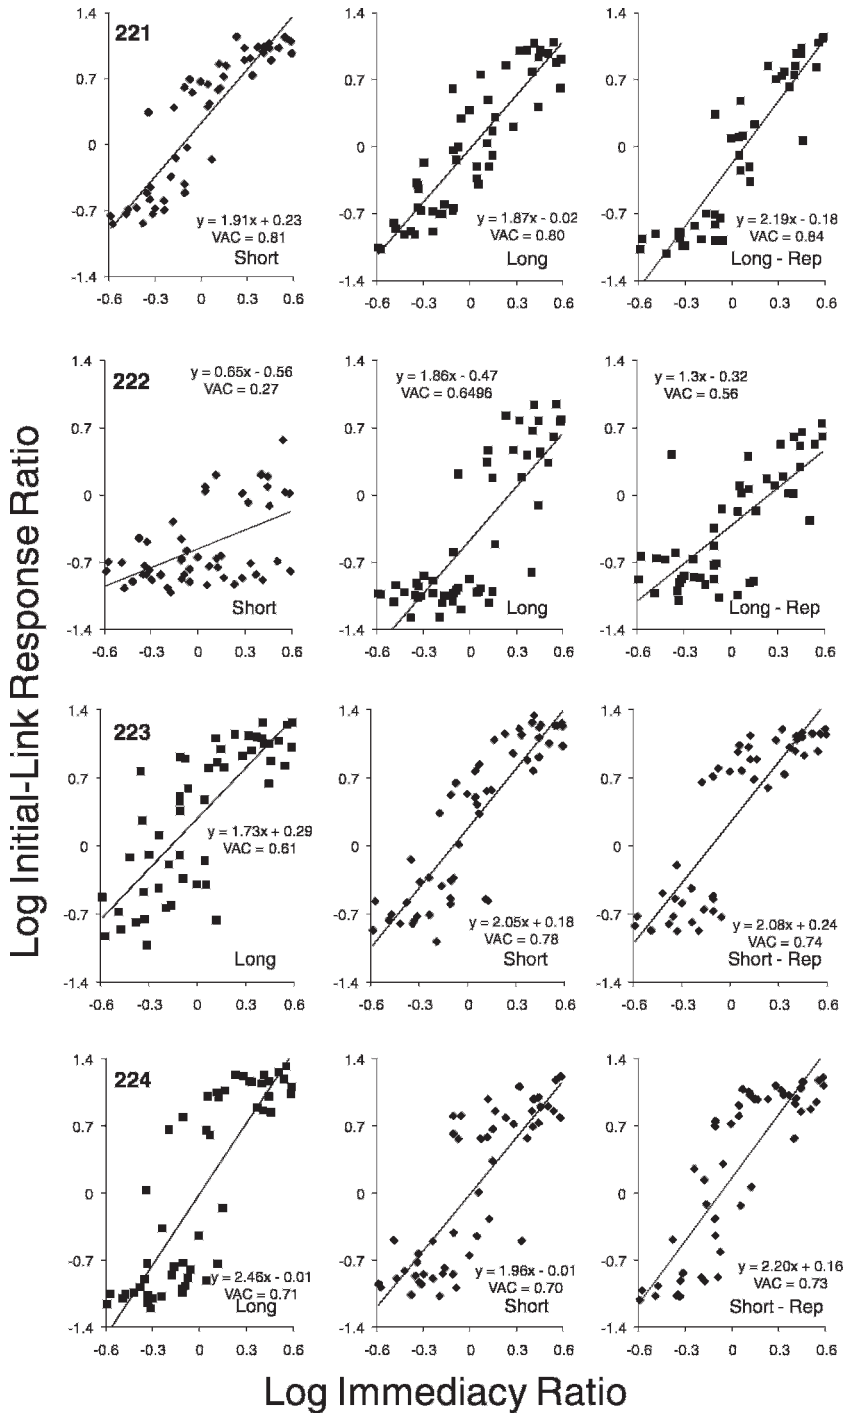 Log Initial-Link Response Ratio
221
1.4
0.7
0
-0.7
-1.4
y = 1.91x + 0.23
VAC = 0.81
Short
-0.6 -0.3 0 0.3 0.6
1.4
0.7
0
-0.7
-1.4
y = 1.87x - 0.02
VAC = 0.80
Long
-0.6 -0.3 0 0.3 0.6
1.4
0.7
0
-0.7
-1.4
y = 2.19x - 0.18
VAC = 0.84
Long - Rep
-0.6 -0.3 0 0.3 0.6
222
1.4
0.7
0
-0.7
-1.4
y = 0.65x - 0.56
VAC = 0.27
Short
-0.6 -0.3 0 0.3 0.6
1.4
0.7
0
-0.7
-1.4
y = 1.86x - 0.47
VAC = 0.6496
Long
-0.6 -0.3 0 0.3 0.6
1.4
0.7
0
-0.7
-1.4
y = 1.3x - 0.32
VAC = 0.56
Long - Rep
-0.6 -0.3 0 0.3 0.6
223
1.4
0.7
0
-0.7
-1.4
y = 1.73x + 0.29
VAC = 0.61
Long
-0.6 -0.3 0 0.3 0.6
1.4
0.7
0
-0.7
-1.4
y = 2.05x + 0.18
VAC = 0.78
Short
-0.6 -0.3 0 0.3 0.6
1.4
0.7
0
-0.7
-1.4
y = 2.08x + 0.24
VAC = 0.74
Short - Rep
-0.6 -0.3 0 0.3 0.6
224
1.4
0.7
0
-0.7
-1.4
y = 2.46x - 0.01
VAC = 0.71
Long
-0.6 -0.3 0 0.3 0.6
1.4
0.7
0
-0.7
-1.4
y = 1.96x - 0.01
VAC = 0.70
Short
-0.6 -0.3 0 0.3 0.6
1.4
0.7
0
-0.7
-1.4
y = 2.20x + 0.16
VAC = 0.73
Short - Rep
-0.6 -0.3 0 0.3 0.6
Log Immediacy Ratio